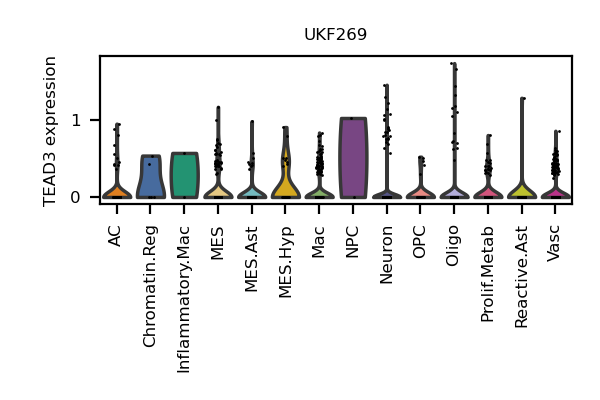 UKF269
TEAD3 expression
1
0
AC
Chromatin.Reg
Inflammatory.Mac
MES
MES.Ast
MES.Hyp
Mac
NPC
Neuron
OPC
Oligo
Prolif.Metab
Reactive.Ast
Vasc